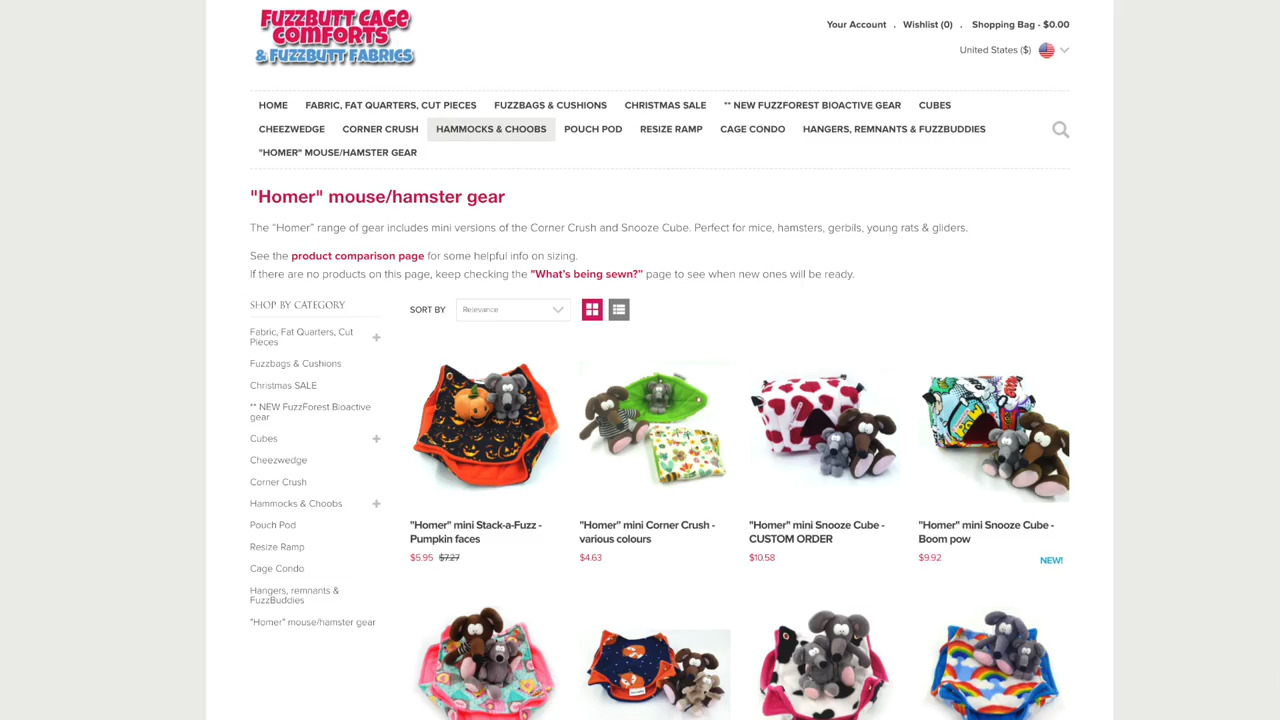 FUZZBUTT CAGE
COMFORTS
& FUZZBUTT FABRICS
Your Account . Wishlist (0) . Shopping Bag - $0.00
United States ($)
HOME FABRIC, FAT QUARTERS, CUT PIECES FUZZBAGS & CUSHIONS CHRISTMAS SALE ** NEW FUZZFOREST BIOACTIVE GEAR CUBES
CHEEZWEDGE CORNER CRUSH HAMMOCKS & CHOOBS POUCH POD RESIZE RAMP CAGE CONDO HANGERS, REMNANTS & FUZZBUDDIES
"HOMER" MOUSE/HAMSTER GEAR
"Homer" mouse/hamster gear
The "Homer" range of gear includes mini versions of the Corner Crush and Snooze Cube. Perfect for mice, hamsters, gerbils, young rats & gliders.
See the product comparison page for some helpful info on sizing.
If there are no products on this page, keep checking the "What's being sewn?" page to see when new ones will be ready.
SHOP BY CATEGORY
SORT BY Relevance
Fabric, Fat Quarters, Cut
Pieces
Fuzzbags & Cushions
Christmas SALE
** NEW FuzzForest Bioactive
gear
Cubes
Cheezwedge
Corner Crush
Hammocks & Choobs
Pouch Pod
Resize Ramp
Cage Condo
Hangers, remnants &
FuzzBuddies
"Homer" mouse/hamster gear
"Homer" mini Stack-a-Fuzz -
Pumpkin faces
$5.95 $7.27
"Homer" mini Corner Crush -
various colours
$4.63
"Homer" mini Snooze Cube -
CUSTOM ORDER
$10.58
"Homer" mini Snooze Cube -
Boom pow
$9.92
NEW!